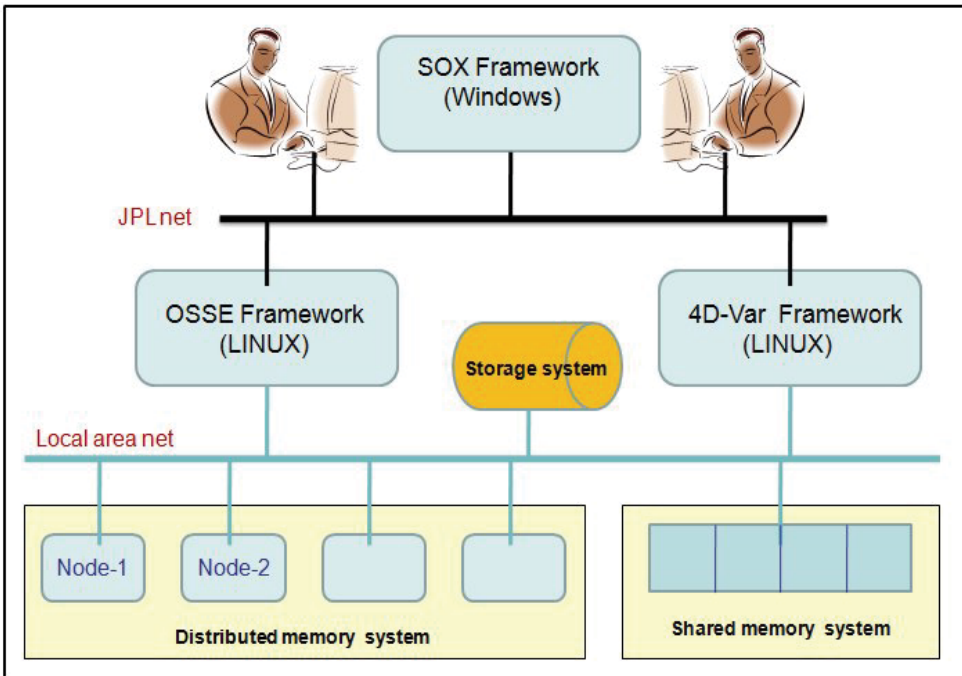 SOX Framework
(Windows)
JPL net
OSSE Framework
(LINUX)
4D-Var Framework
(LINUX)
Storage system
Local area net
Node-1
Node-2
Distributed memory system
Shared memory system